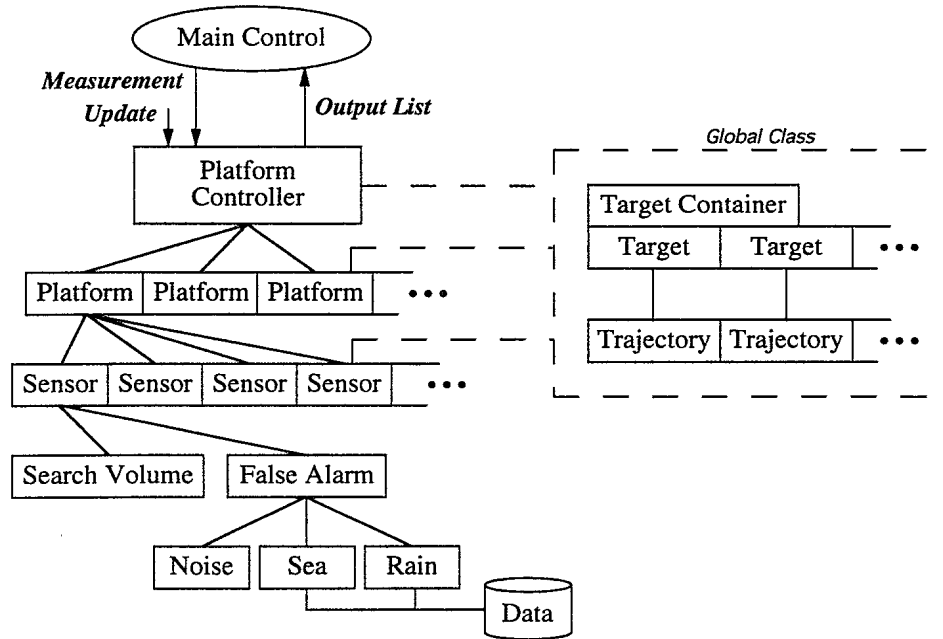 Main Control
Measurement
Update
Output List
Global Class
Platform
Controller
Target Container
Target Target •••
Platform Platform Platform •••
Trajectory Trajectory •••
Sensor Sensor Sensor Sensor •••
Search Volume False Alarm
Noise Sea Rain
Data